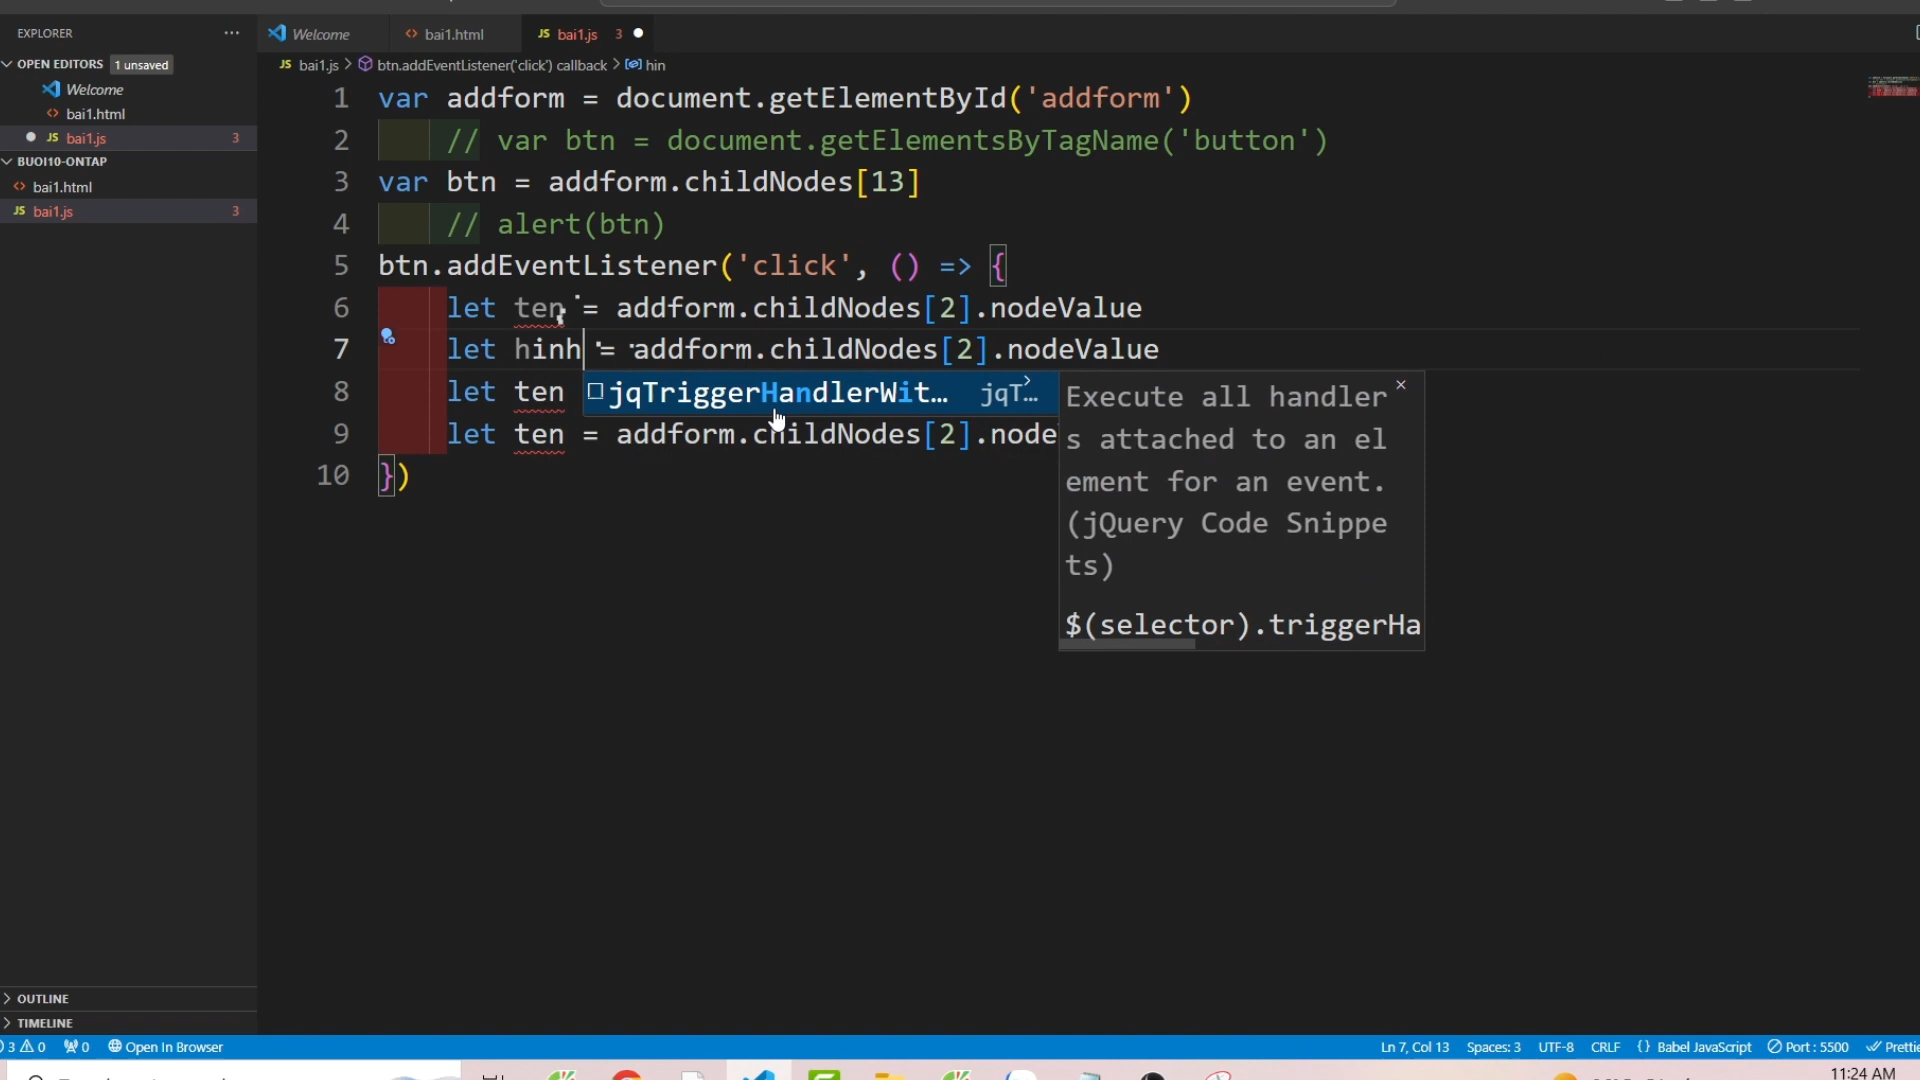 EXPLORER
Welcome
bai1.html
JS bai1.js 3
OPEN EDITORS 1 unsaved
JS bai1.js > btn.addEventListener('click') callback > hin
Welcome
bai1.html
JS bai1.js 3
BUOI10-ONTAP
bai1.html
JS bai1.js 3
1 var addform = document.getElementById('addform')
2 // var btn = document.getElementsByTagName('button')
3 var btn = addform.childNodes[13]
4 // alert(btn)
5 btn.addEventListener('click', () => {
6 let ten = addform.childNodes[2].nodeValue
7 let hinh = addform.childNodes[2].nodeValue
8 let ten jqTriggerHandlerWit… jqT…
9 let ten = addform.childNodes[2].node
10 })
Execute all handler
s attached to an el
ement for an event.
(jQuery Code Snippe
ts)
$(selector).triggerHa
OUTLINE
TIMELINE
3 0 0 Open In Browser
Ln 7, Col 13 Spaces: 3 UTF-8 CRLF {} Babel JavaScript Port : 5500 Prettie
11:24 AM